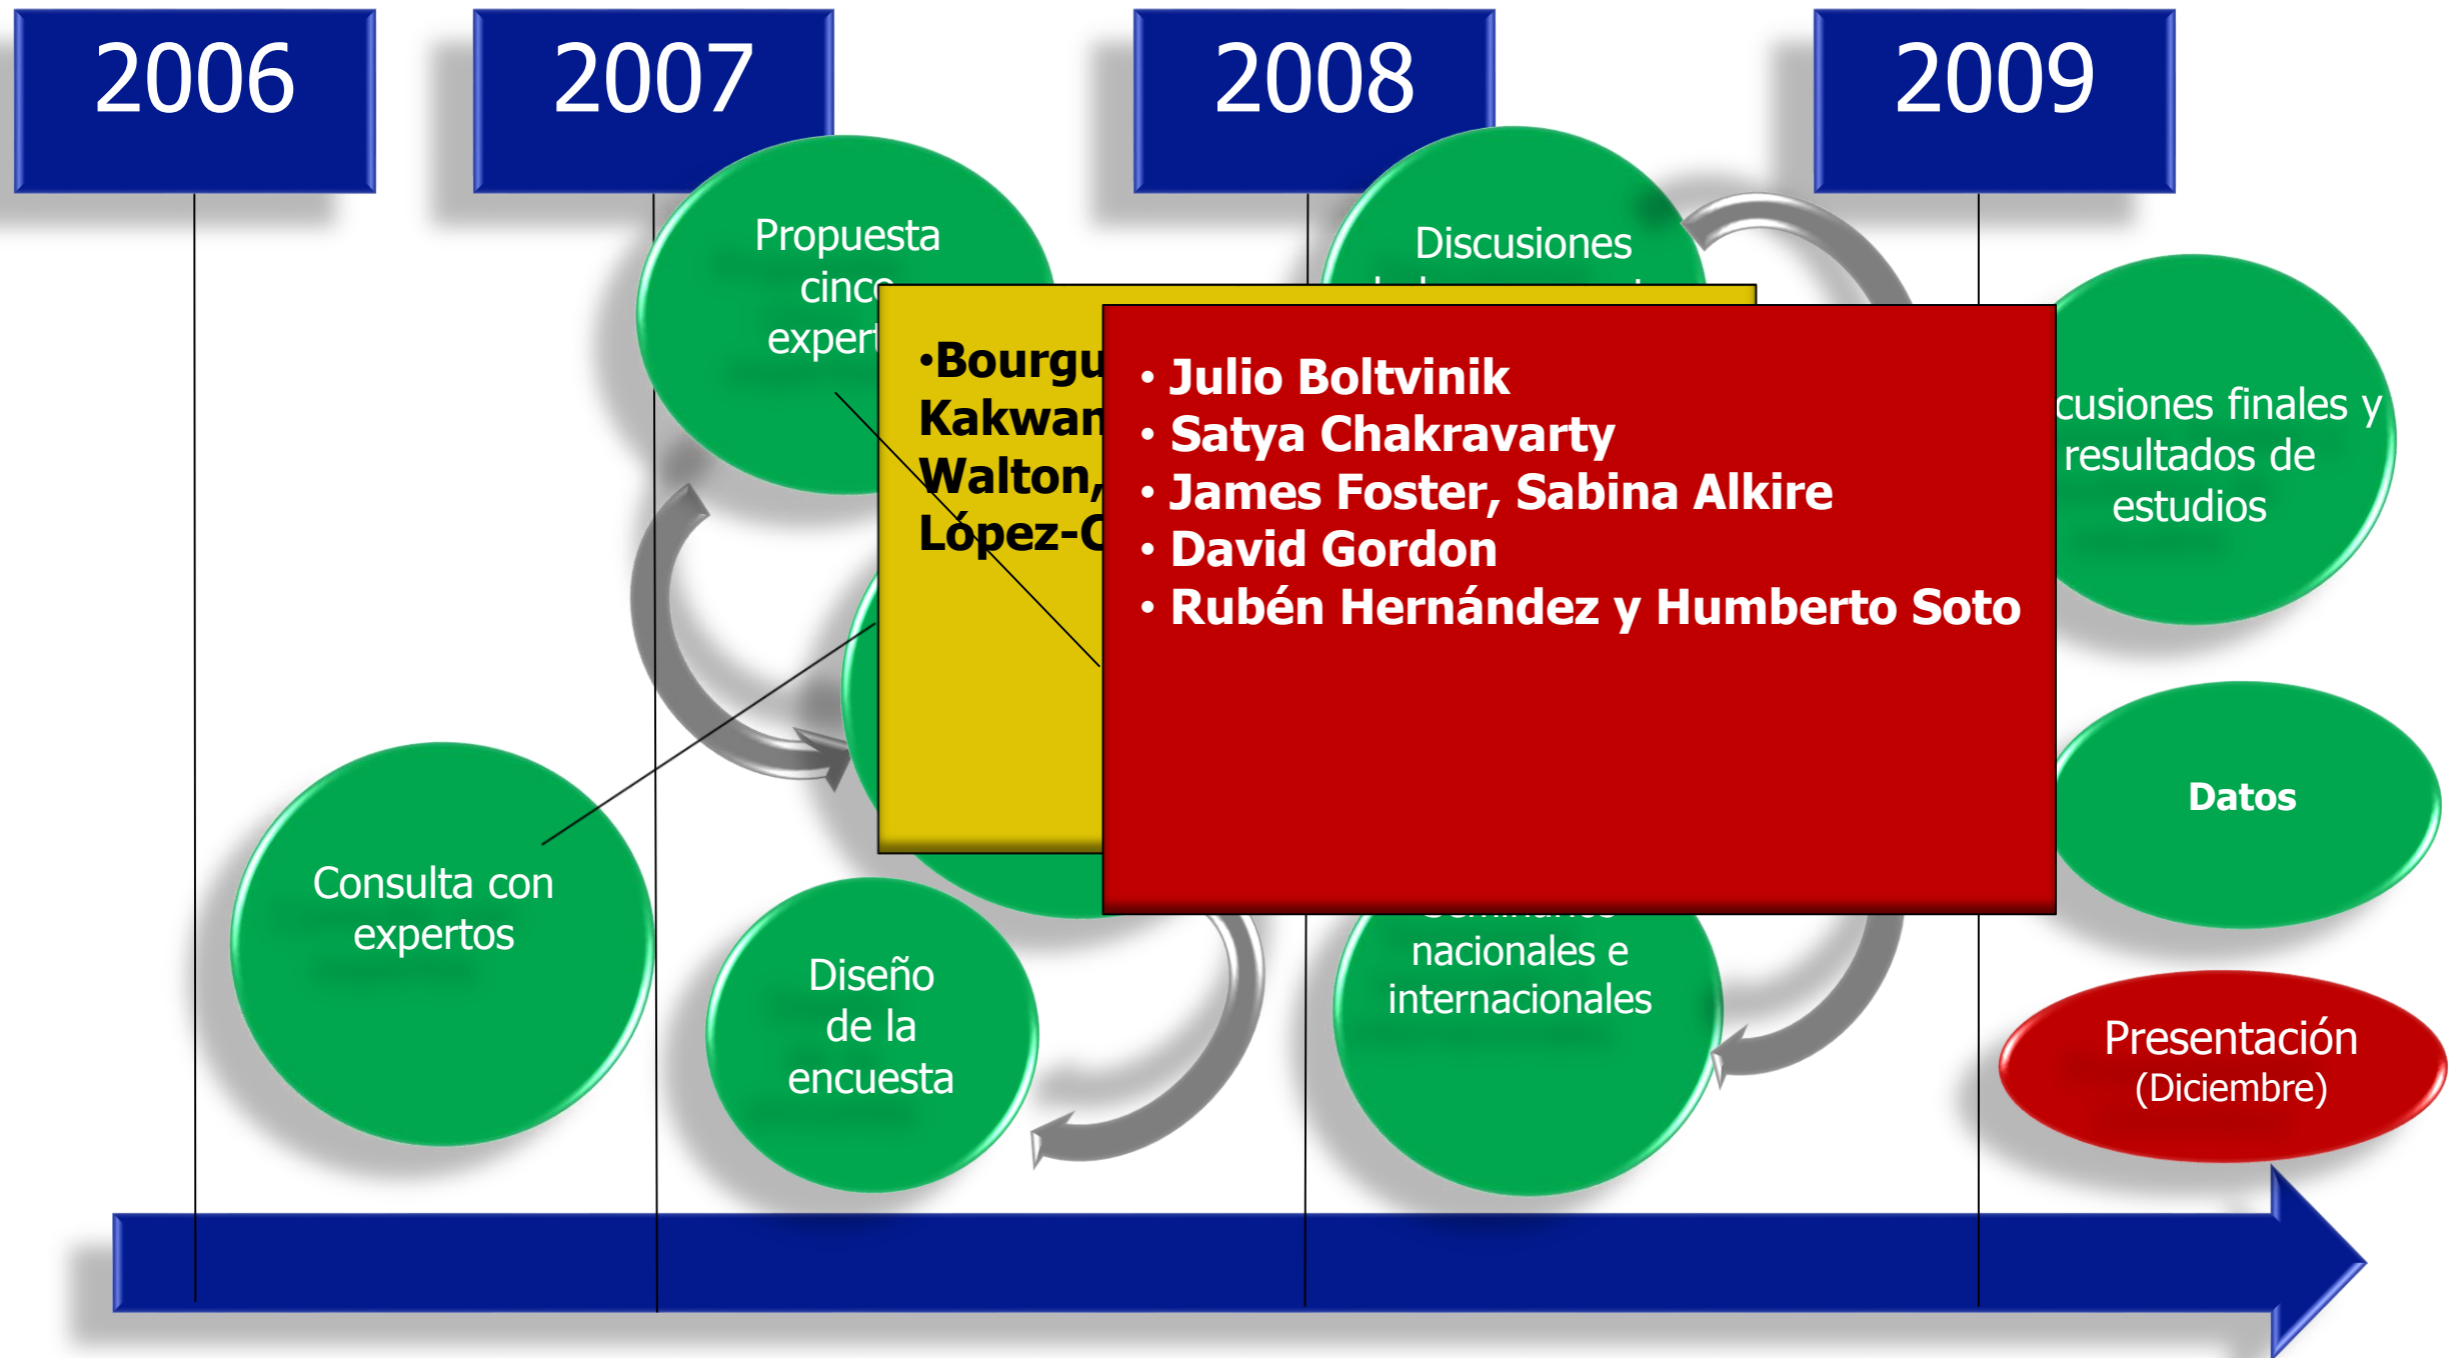 2006
2007
2008
2009
Propuesta
cinco
Discusiones
•Bourgu
Kakwan
Walton,
López-C
• Julio Boltvinik
• Satya Chakravarty
• James Foster, Sabina Alkire
• David Gordon
• Rubén Hernández y Humberto Soto
cusiones finales y
resultados de
estudios
Datos
Consulta con
expertos
Diseño
de la
encuesta
nacionales e
internacionales
Presentación
(Diciembre)